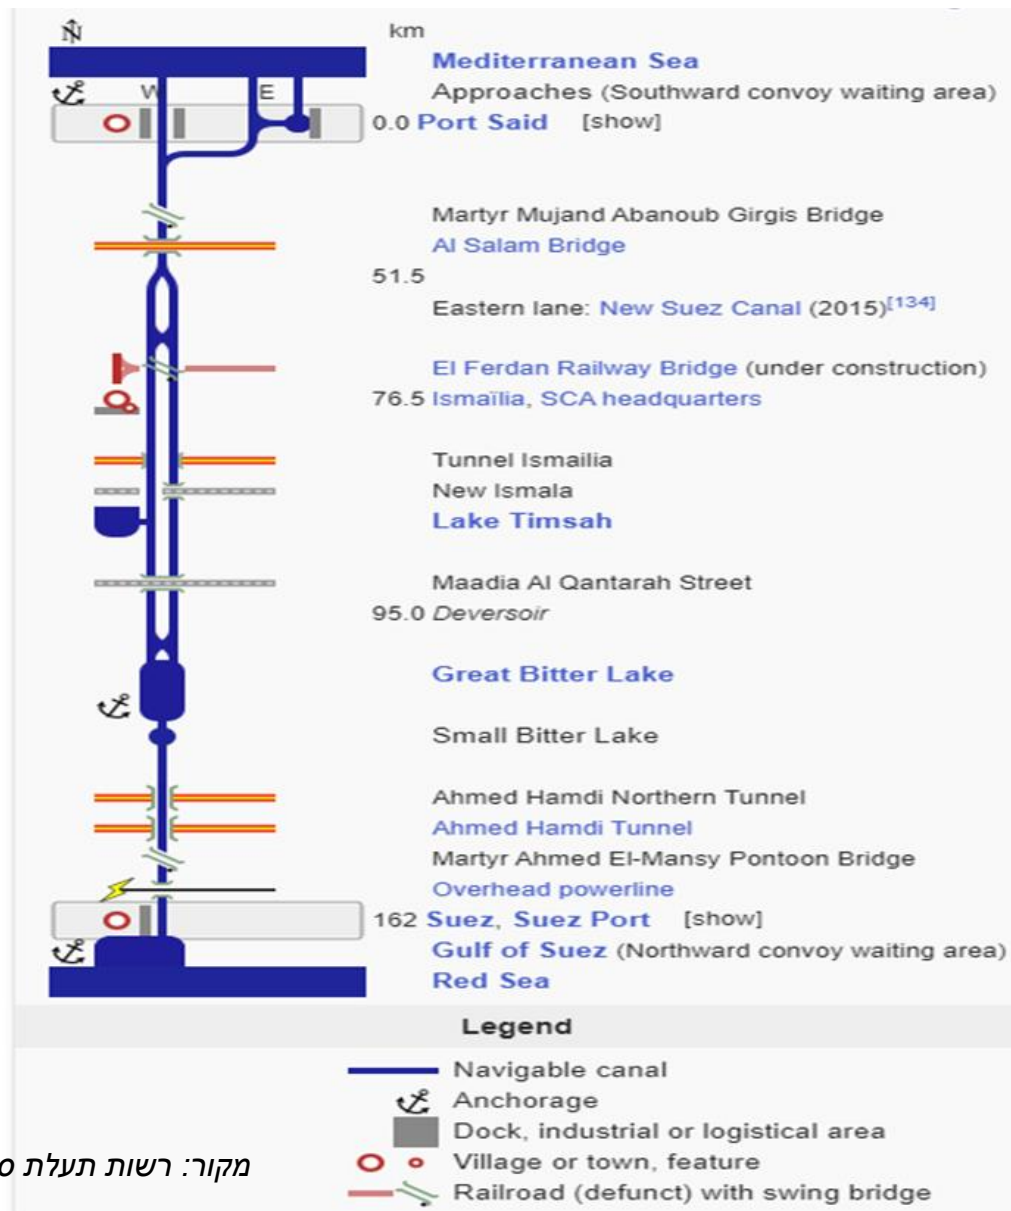 N
km
Mediterranean Sea
W E Approaches (Southward convoy waiting area)
0.0 Port Said [show]
Martyr Mujand Abanoub Girgis Bridge
Al Salam Bridge
51.5
Eastern lane: New Suez Canal (2015)[134]
El Ferdan Railway Bridge (under construction)
76.5 Ismaïlia, SCA headquarters
Tunnel Ismailia
New Ismala
Lake Timsah
Maadia Al Qantarah Street
95.0 Deversoir
Great Bitter Lake
Small Bitter Lake
Ahmed Hamdi Northern Tunnel
Ahmed Hamdi Tunnel
Martyr Ahmed El-Mansy Pontoon Bridge
Overhead powerline
162 Suez, Suez Port [show]
Gulf of Suez (Northward convoy waiting area)
Red Sea
Legend
Navigable canal
Anchorage
Dock, industrial or logistical area
מקור: רשות תעלת
Village or town, feature
Railroad (defunct) with swing bridge